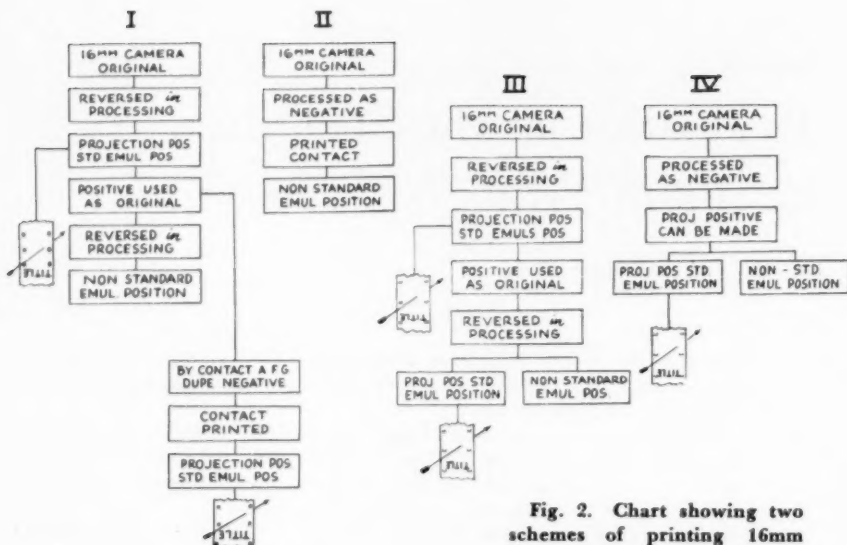 I
16MM CAMERA
ORIGINAL
REVERSED in
PROCESSING
PROJECTION POS
STD EMUL POS
POSITIVE USED
AS ORIGINAL
REVERSED in
PROCESSING
NON STANDARD
EMUL POSITION
TITLE
BY CONTACT A F G
DUPE NEGATIVE
CONTACT
PRINTED
PROJECTION POS
STD EMUL POS
TITLE
II
16MM CAMERA
ORIGINAL
PROCESSED AS
NEGATIVE
PRINTED
CONTACT
NON STANDARD
EMUL POSITION
III
16MM CAMERA
ORIGINAL
REVERSED in
PROCESSING
PROJECTION POS
STD EMULS POS
TITLE
POSITIVE USED
AS ORIGINAL
REVERSED in
PROCESSING
PROJ POS STD
EMUL POSITION
NON STANDARD
EMUL POS.
TITLE
IV
16MM CAMERA
ORIGINAL
PROCESSED
AS NEGATIVE
PROJ POSITIVE
CAN BE MADE
PROJ POS STD.
EMUL POSITION
NON - STD
EMUL POSITION
TITLE
Fig. 2. Chart showing two
schemes of printing 16mm